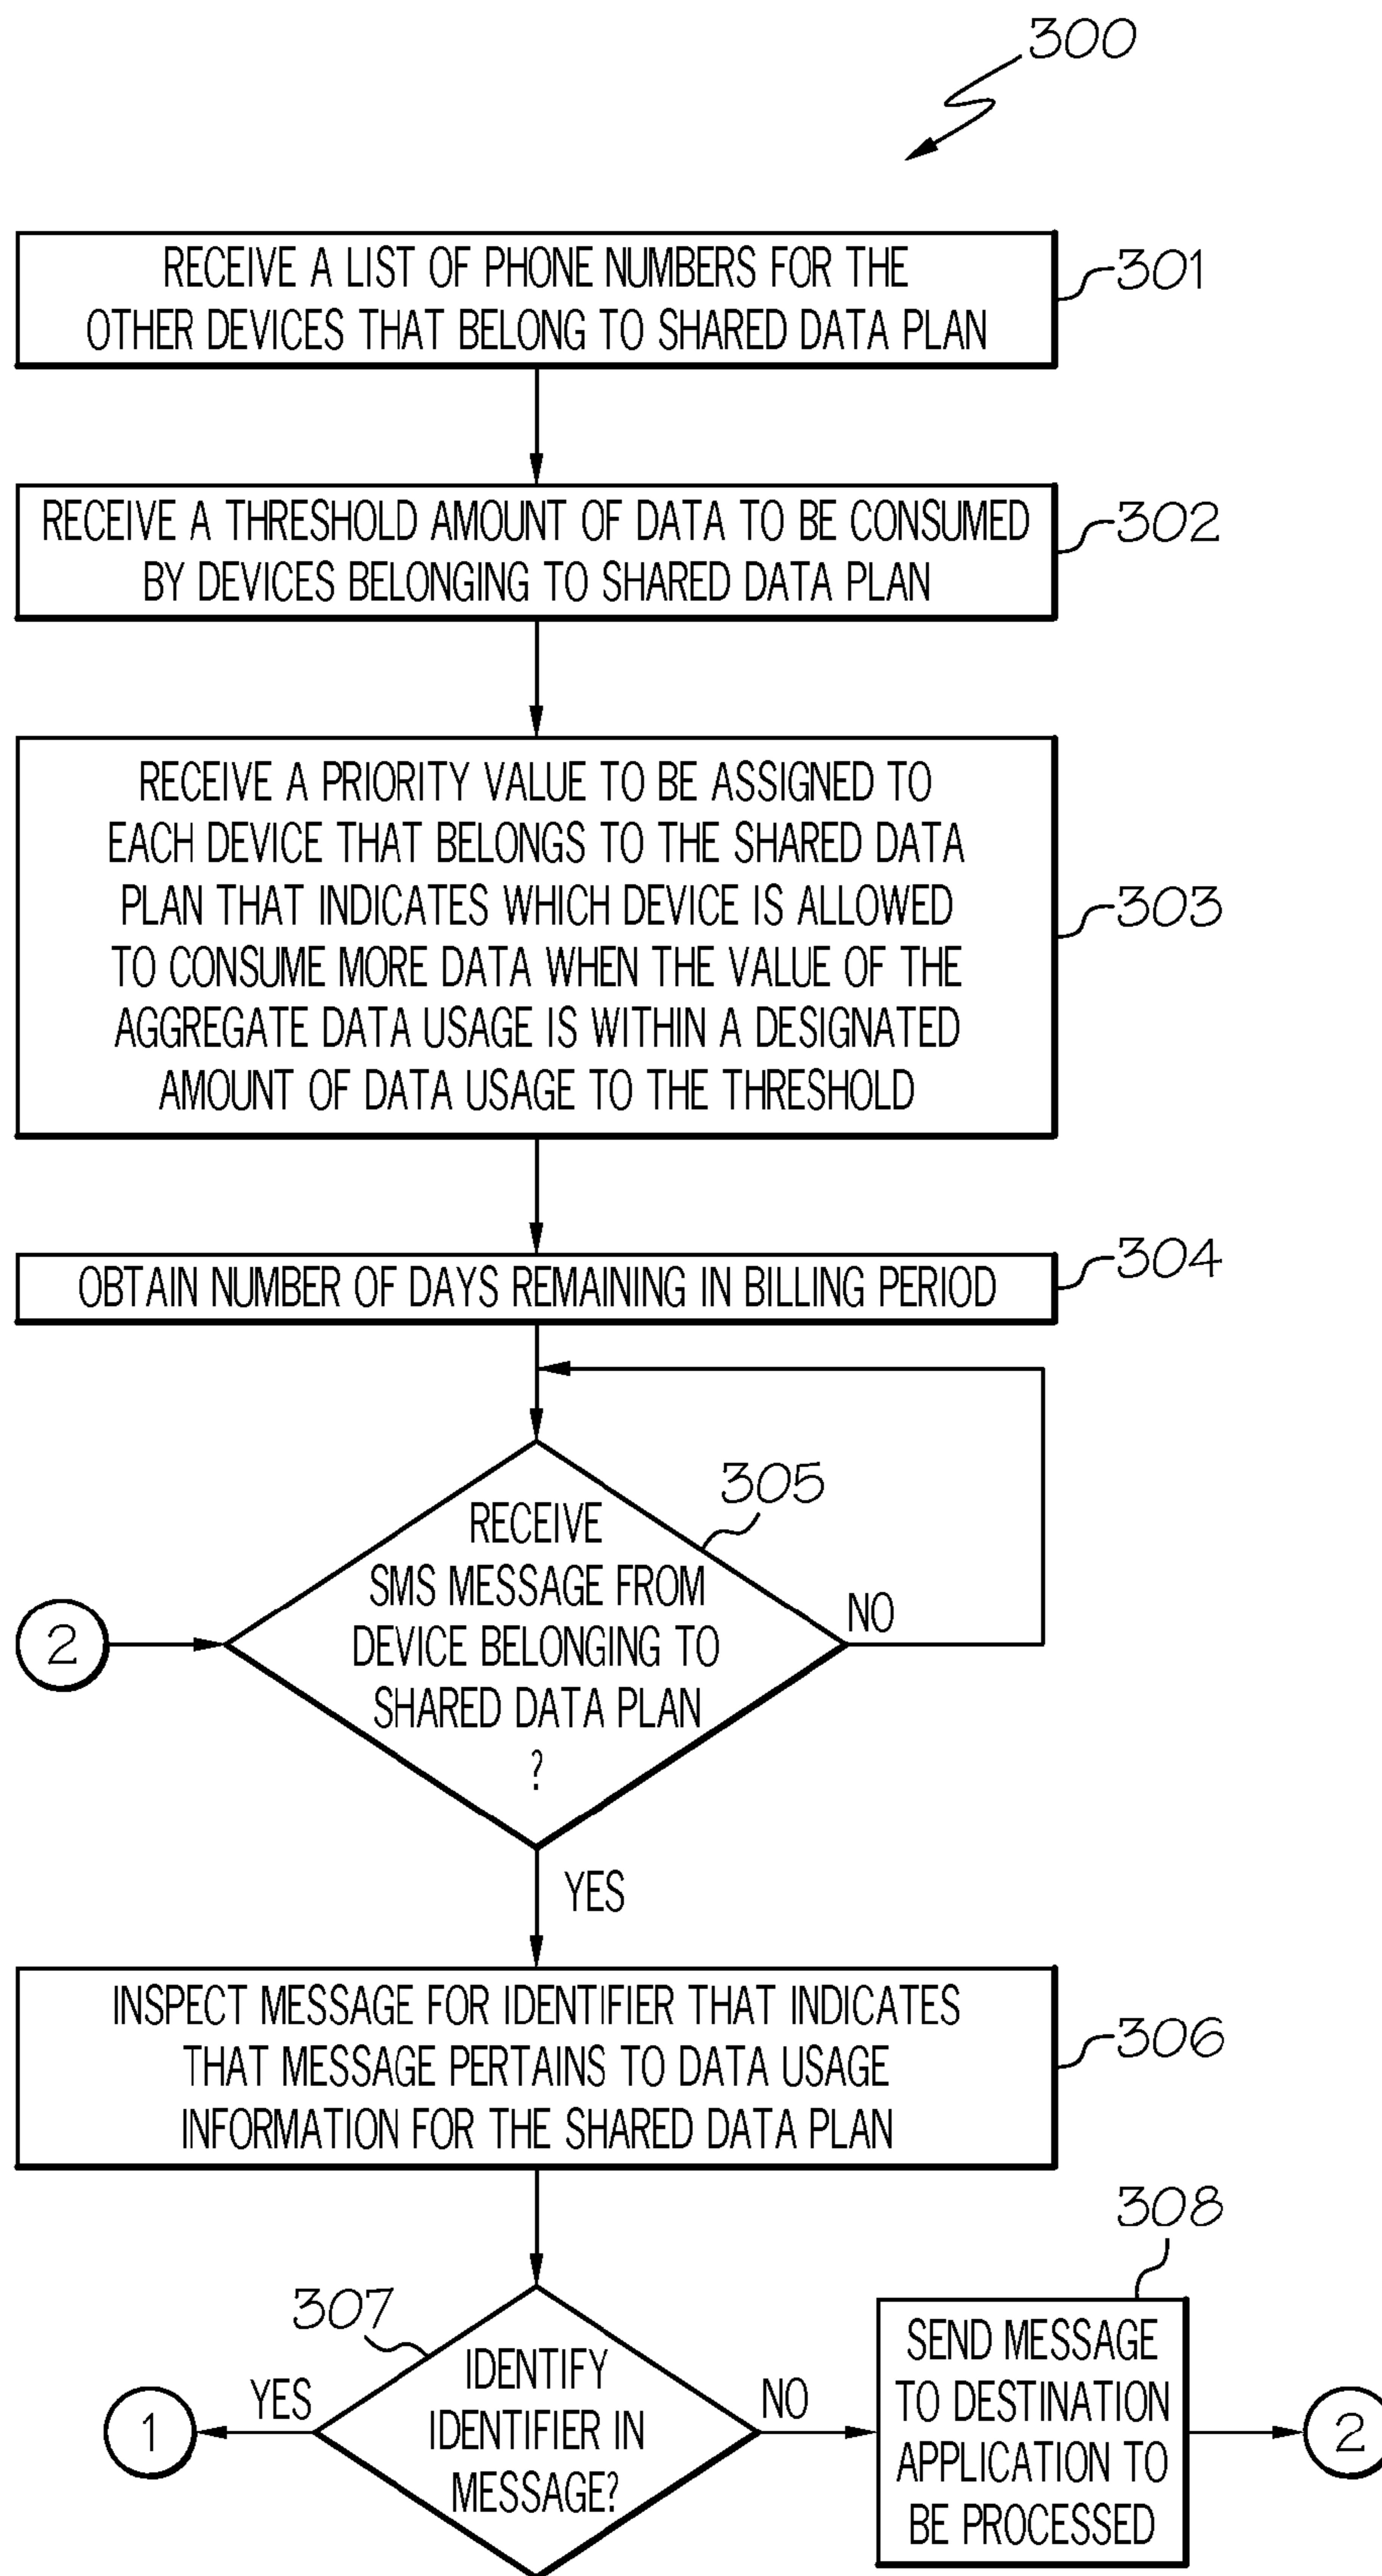 300
RECEIVE A LIST OF PHONE NUMBERS FOR THE
OTHER DEVICES THAT BELONG TO SHARED DATA PLAN
301
RECEIVE A THRESHOLD AMOUNT OF DATA TO BE CONSUMED
BY DEVICES BELONGING TO SHARED DATA PLAN
302
RECEIVE A PRIORITY VALUE TO BE ASSIGNED TO
EACH DEVICE THAT BELONGS TO THE SHARED DATA
PLAN THAT INDICATES WHICH DEVICE IS ALLOWED
TO CONSUME MORE DATA WHEN THE VALUE OF THE
AGGREGATE DATA USAGE IS WITHIN A DESIGNATED
AMOUNT OF DATA USAGE TO THE THRESHOLD
303
OBTAIN NUMBER OF DAYS REMAINING IN BILLING PERIOD
304
305
RECEIVE
SMS MESSAGE FROM
DEVICE BELONGING TO
SHARED DATA PLAN
?
NO
2
YES
INSPECT MESSAGE FOR IDENTIFIER THAT INDICATES
THAT MESSAGE PERTAINS TO DATA USAGE
INFORMATION FOR THE SHARED DATA PLAN
306
307
IDENTIFY
IDENTIFIER IN
MESSAGE?
YES
1
NO
308
SEND MESSAGE
TO DESTINATION
APPLICATION TO
BE PROCESSED
2